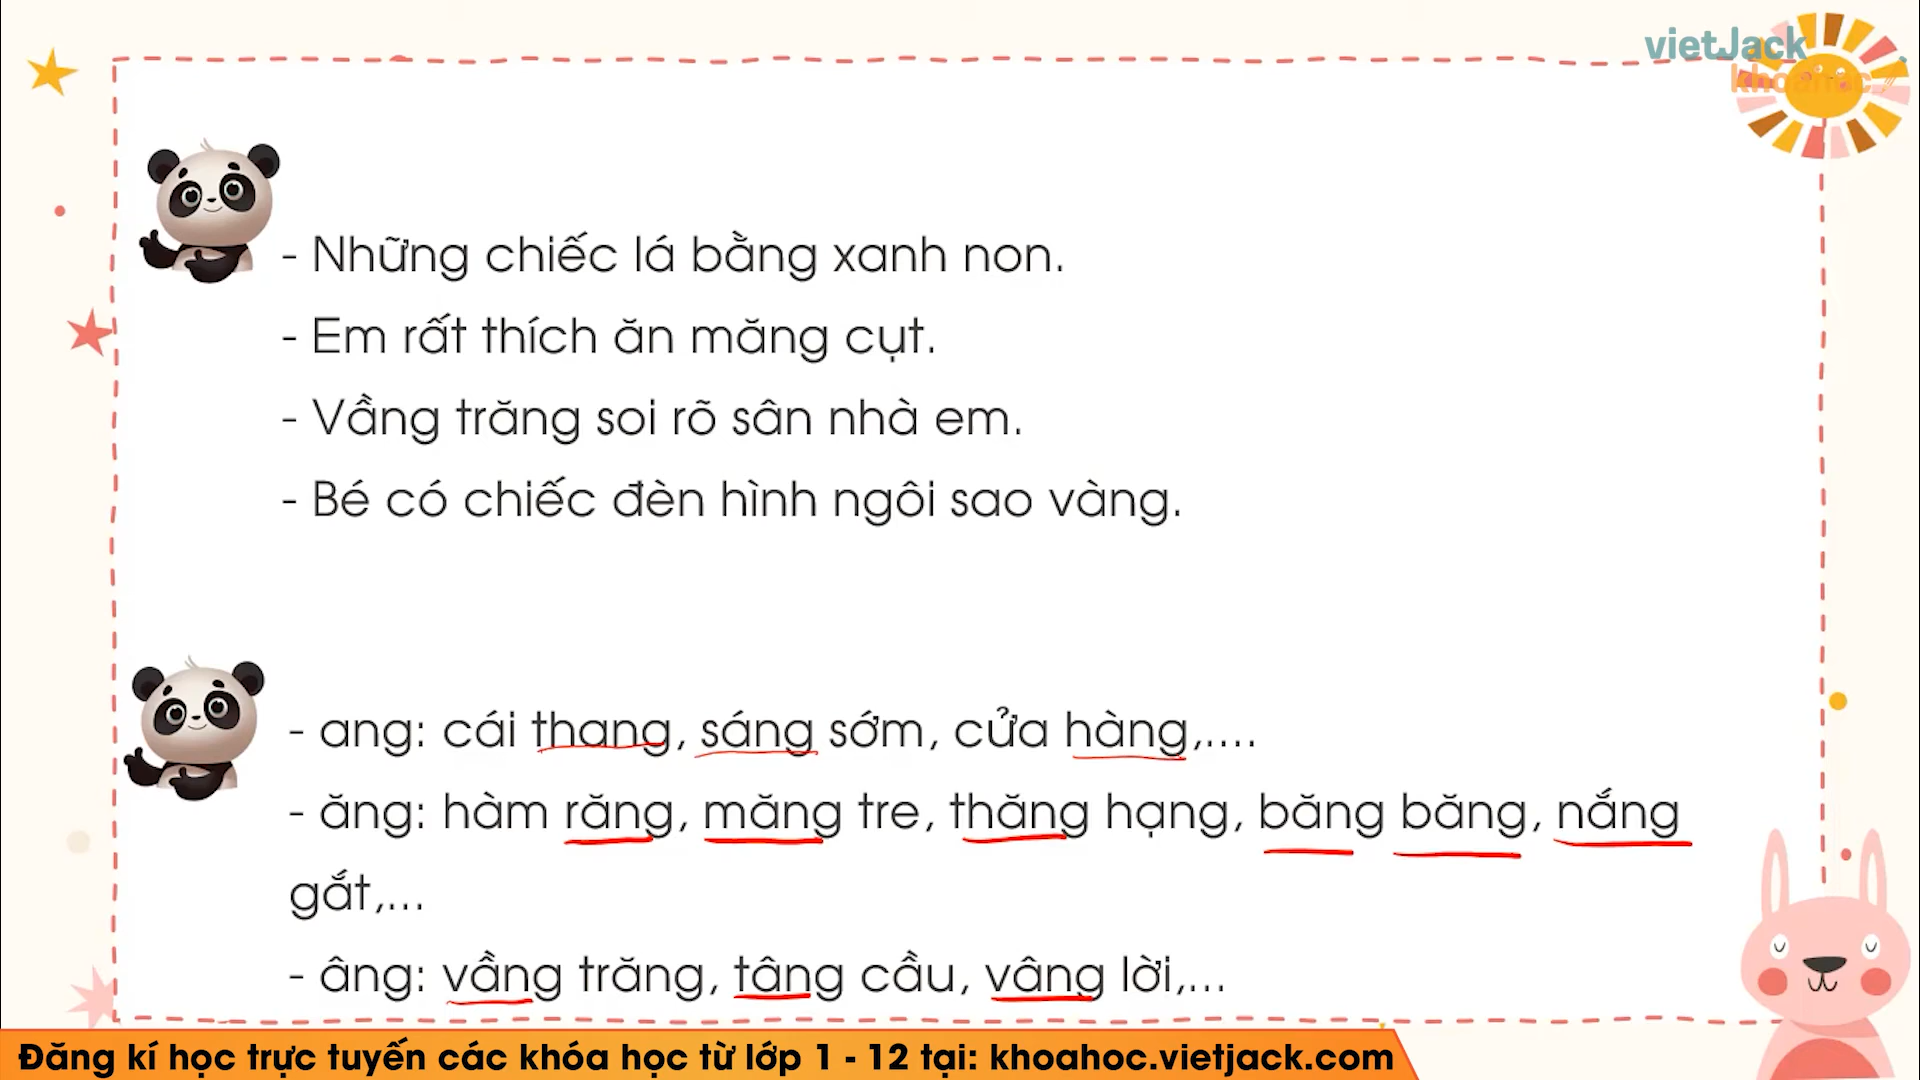 vietJack
khoahoc
- Những chiếc lá bằng xanh non.
- Em rất thích ăn măng cụt.
- Vầng trăng soi rõ sân nhà em.
- Bé có chiếc đèn hình ngôi sao vàng.
- ang: cái thang, sáng sớm, cửa hàng,....
- ăng: hàm răng, măng tre, thăng hạng, băng băng, nắng
gắt,...
- âng: vầng trăng, tâng cầu, vâng lời,...
Đăng kí học trực tuyến các khóa học từ lớp 1 - 12 tại: khoahoc.vietjack.com